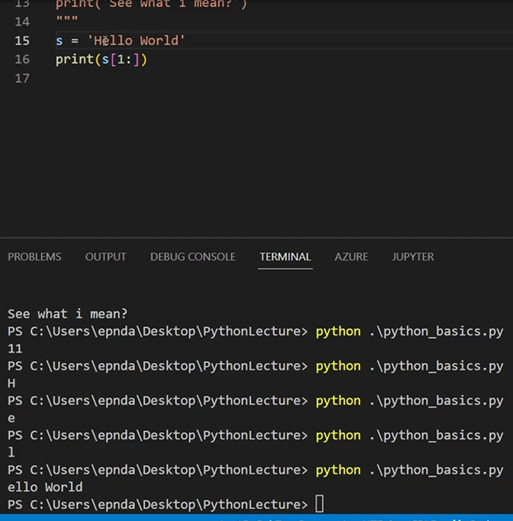 13 print('See what i mean?')
14 """
15 s = 'Hello World'
16 print(s[1:])
17
PROBLEMS OUTPUT DEBUG CONSOLE TERMINAL AZURE JUPYTER
See what i mean?
PS C:\Users\epnda\Desktop\PythonLecture> python .\python_basics.py
11
PS C:\Users\epnda\Desktop\PythonLecture> python .\python_basics.py
H
PS C:\Users\epnda\Desktop\PythonLecture> python .\python_basics.py
e
PS C:\Users\epnda\Desktop\PythonLecture> python .\python_basics.py
l
PS C:\Users\epnda\Desktop\PythonLecture> python .\python_basics.py
ello World
PS C:\Users\epnda\Desktop\PythonLecture>